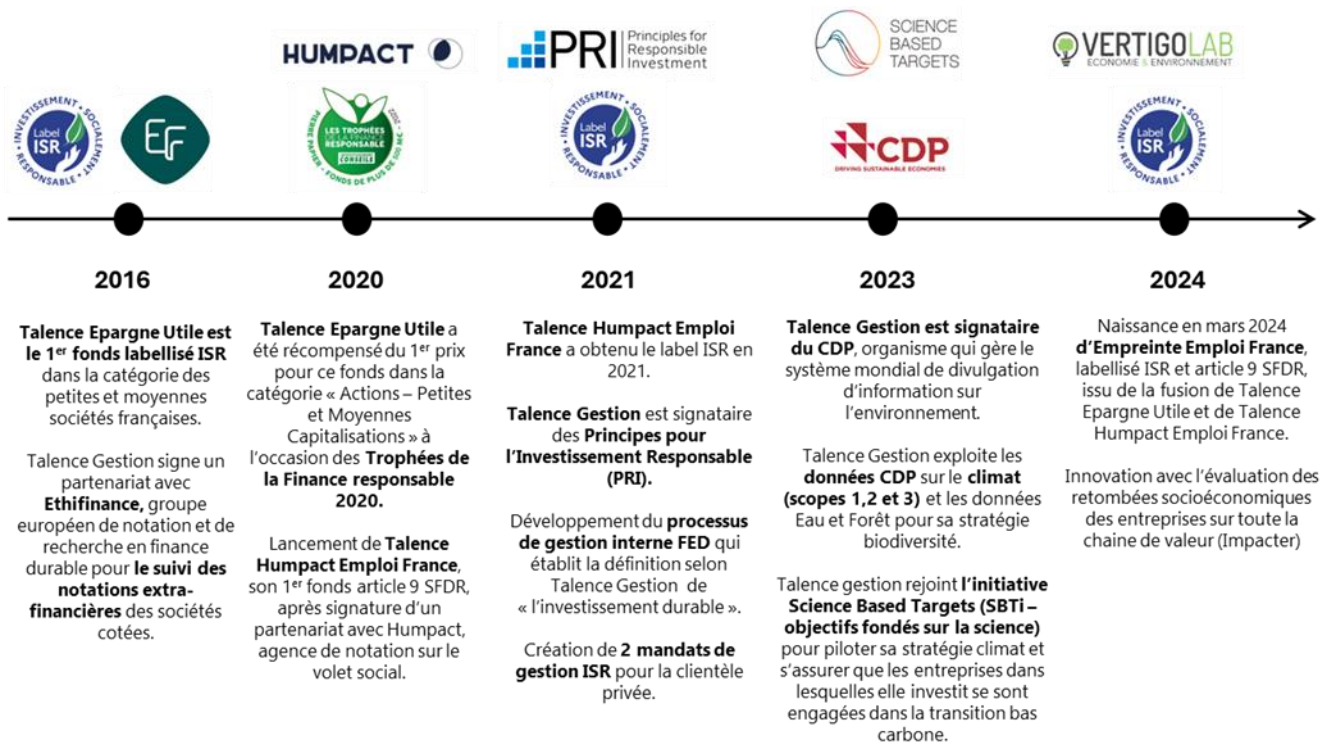 HUMPACT
PRI Principles for
Responsible
Investment
SCIENCE
BASED
TARGETS
VERTIGOLAB
ECONOMIE & ENVIRONNEMENT
INVESTISSEMENT SOCIALEMENT RESPONSABLE
Label
ISR
LES TROPHÉES
DE LA FINANCE
RESPONSABLE
CONSEILS
PIERRE PAPIER - FONDS DE PLUS DE 500 M€ - 2022
INVESTISSEMENT SOCIALEMENT RESPONSABLE
Label
ISR
CDP
DRIVING SUSTAINABLE ECONOMIES
INVESTISSEMENT SOCIALEMENT RESPONSABLE
Label
ISR
2016
Talence Epargne Utile est
le 1er fonds labellisé ISR
dans la catégorie des
petites et moyennes
sociétés françaises.
Talence Gestion signe un
partenariat avec
Ethifinance, groupe
européen de notation et de
recherche en finance
durable pour le suivi des
notations extra-
financières des sociétés
cotées.
2020
Talence Epargne Utile a
été récompensé du 1er prix
pour ce fonds dans la
catégorie « Actions – Petites
et Moyennes
Capitalisations » à
l'occasion des Trophées de
la Finance responsable
2020.
Lancement de Talence
Humpact Emploi France,
son 1er fonds article 9 SFDR,
après signature d'un
partenariat avec Humpact,
agence de notation sur le
volet social.
2021
Talence Humpact Emploi
France a obtenu le label ISR en
2021.
Talence Gestion est signataire
des Principes pour
l'Investissement Responsable
(PRI).
Développement du processus
de gestion interne FED qui
établit la définition selon
Talence Gestion de
« l'investissement durable ».
Création de 2 mandats de
gestion ISR pour la clientèle
privée.
2023
Talence Gestion est signataire
du CDP, organisme qui gère le
système mondial de divulgation
d'information sur
l'environnement.
Talence Gestion exploite les
données CDP sur le climat
(scopes 1,2 et 3) et les données
Eau et Forêt pour sa stratégie
biodiversité.
Talence gestion rejoint l'initiative
Science Based Targets (SBTi –
objectifs fondés sur la science)
pour piloter sa stratégie climat et
s'assurer que les entreprises dans
lesquelles elle investit se sont
engagées dans la transition bas
carbone.
2024
Naissance en mars 2024
d'Empreinte Emploi France,
labellisé ISR et article 9 SFDR,
issu de la fusion de Talence
Epargne Utile et de Talence
Humpact Emploi France.
Innovation avec l'évaluation des
retombées socioéconomiques
des entreprises sur toute la
chaine de valeur (Impacter)